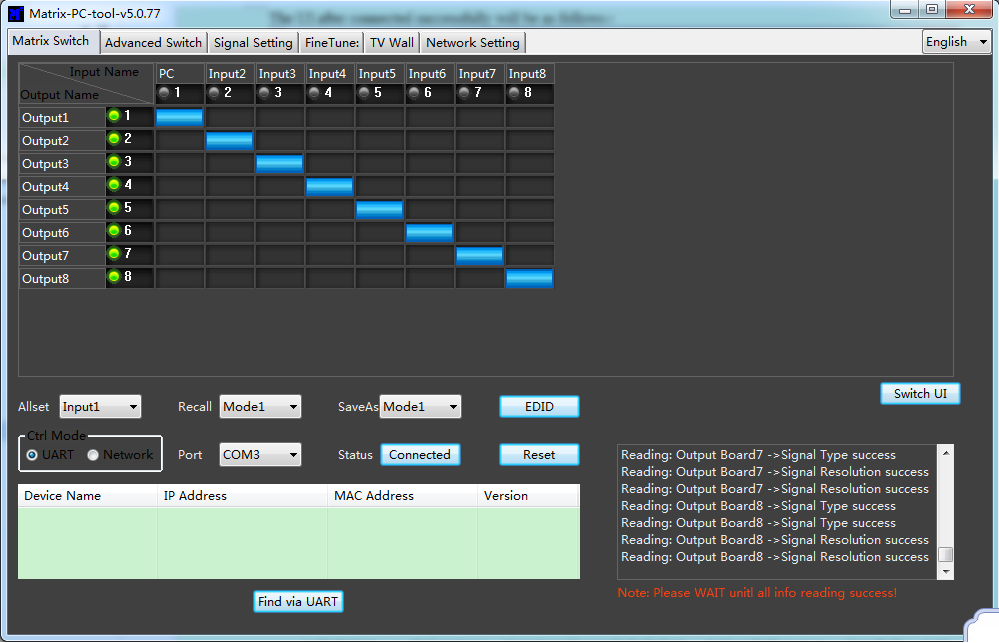 The UI after connected successfully will be as follows :
Matrix-PC-tool-v5.0.77
Matrix Switch Advanced Switch Signal Setting FineTune: TV Wall Network Setting English
Input Name PC Input2 Input3 Input4 Input5 Input6 Input7 Input8
Output Name 1 2 3 4 5 6 7 8
Output1 1
Output2 2
Output3 3
Output4 4
Output5 5
Output6 6
Output7 7
Output8 8
Switch UI
Allset Input1 Recall Mode1 SaveAs Mode1 EDID
Ctrl Mode
UART Network Port COM3 Status Connected Reset
Device Name IP Address MAC Address Version
Find via UART
Reading: Output Board7 ->Signal Type success
Reading: Output Board7 ->Signal Resolution success
Reading: Output Board7 ->Signal Resolution success
Reading: Output Board8 ->Signal Type success
Reading: Output Board8 ->Signal Type success
Reading: Output Board8 ->Signal Resolution success
Reading: Output Board8 ->Signal Resolution success
Note: Please WAIT unitl all info reading success!